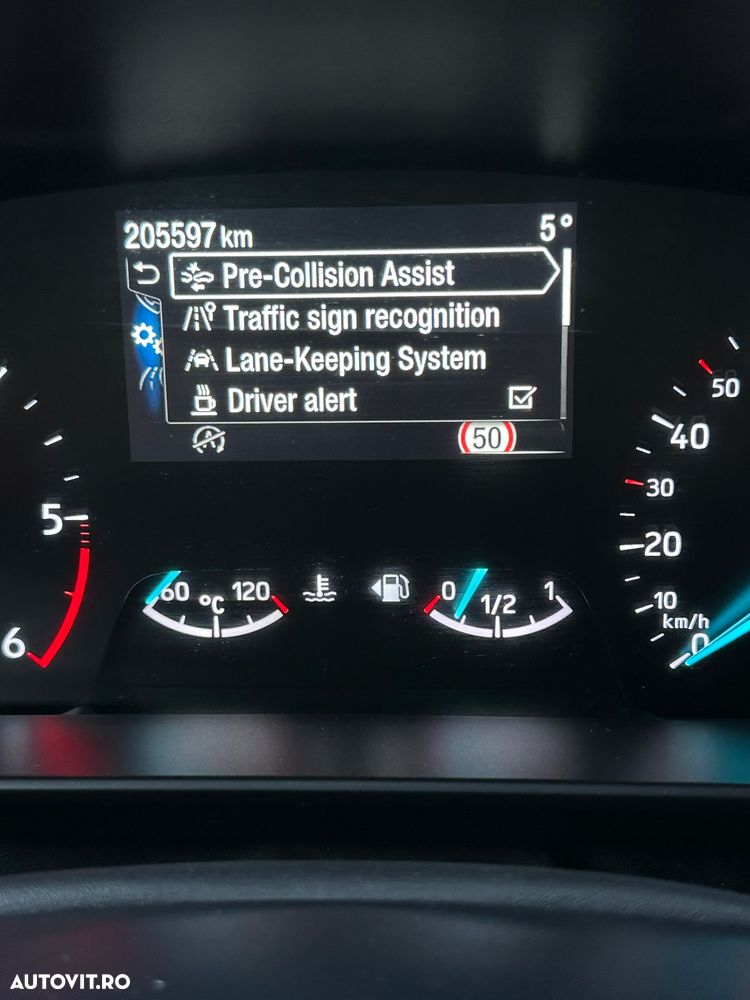 205597 km 5°
Pre-Collision Assist
Traffic sign recognition
Lane-Keeping System
Driver alert
A
50
50
40
30
20
10
km/h
0
5
6
60 °C 120
0 1/2 1
AUTOVIT.RO